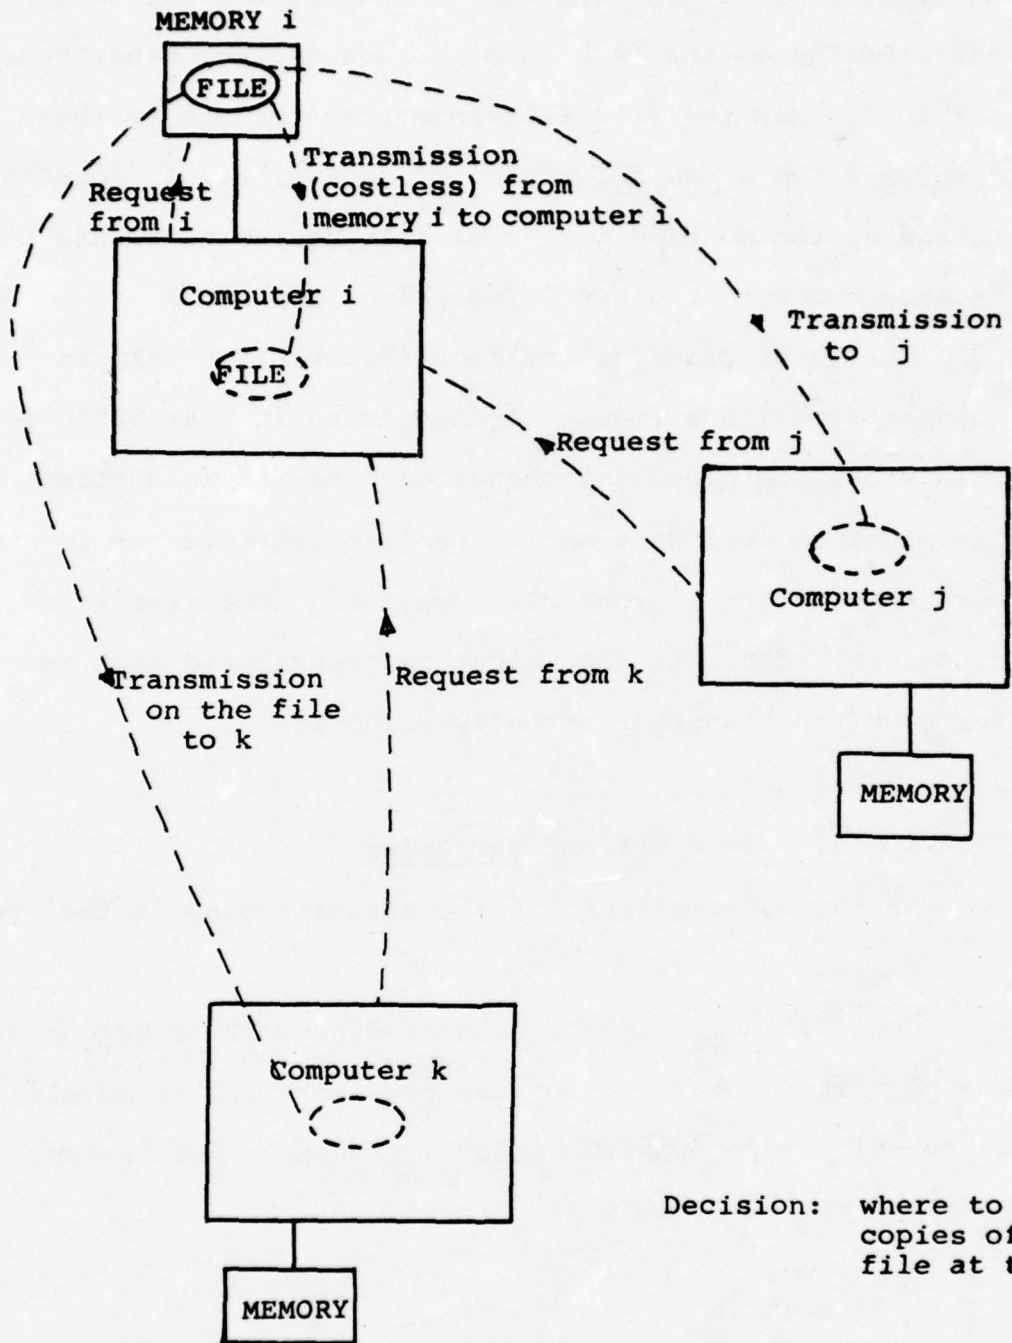 MEMORY i
FILE
Request
from i
Transmission
(costless) from
memory i to computer i
Computer i
FILE
Transmission
to j
Request from j
Computer j
MEMORY
Transmission
on the file
to k
Request from k
Computer k
MEMORY
Decision: where to
copies of
file at t